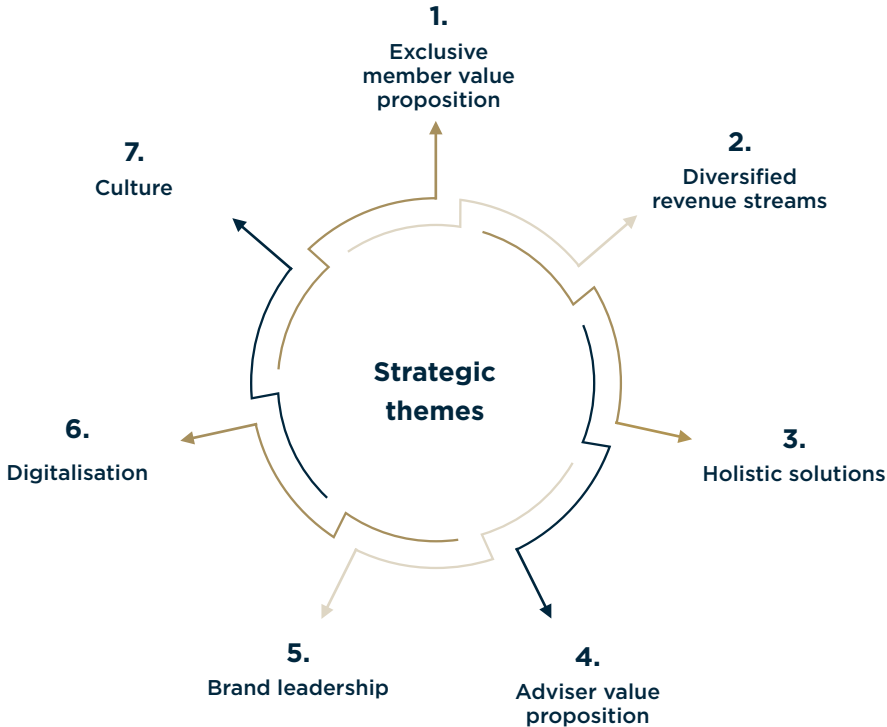 1.
Exclusive
member value
proposition
2.
Diversified
revenue streams
3.
Holistic solutions
4.
Adviser value
proposition
5.
Brand leadership
6.
Digitalisation
7.
Culture
Strategic
themes